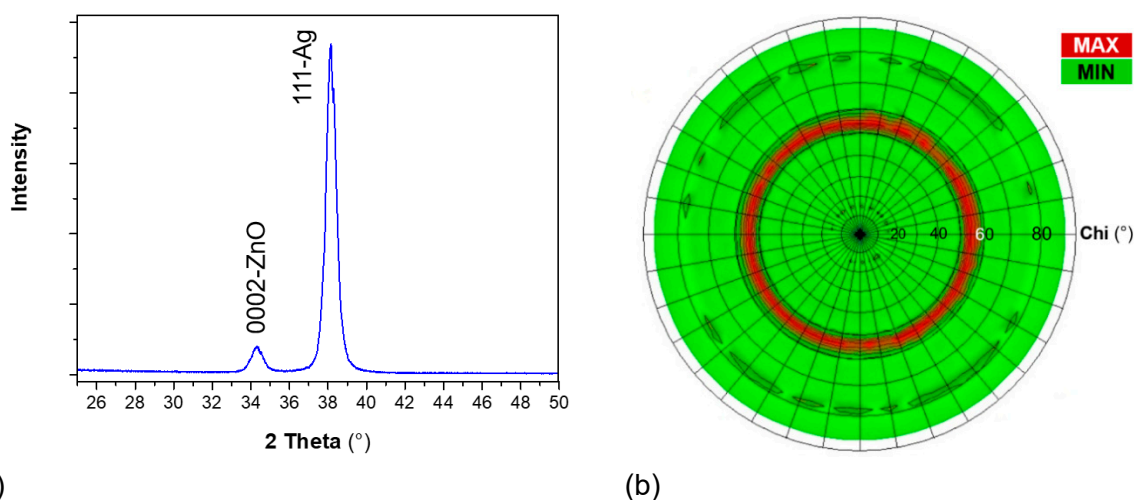 Intensity
0002-ZnO
111-Ag
26 28 30 32 34 36 38 40 42 44 46 48 50
2 Theta (°)
)
MAX
MIN
20 40 60 80 Chi (°)
(b)